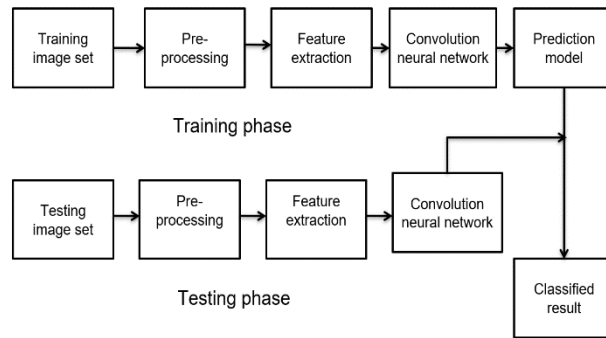 Training
image set
Pre-
processing
Feature
extraction
Convolution
neural network
Prediction
model
Training phase
Testing
image set
Pre-
processing
Feature
extraction
Convolution
neural network
Testing phase
Classified
result